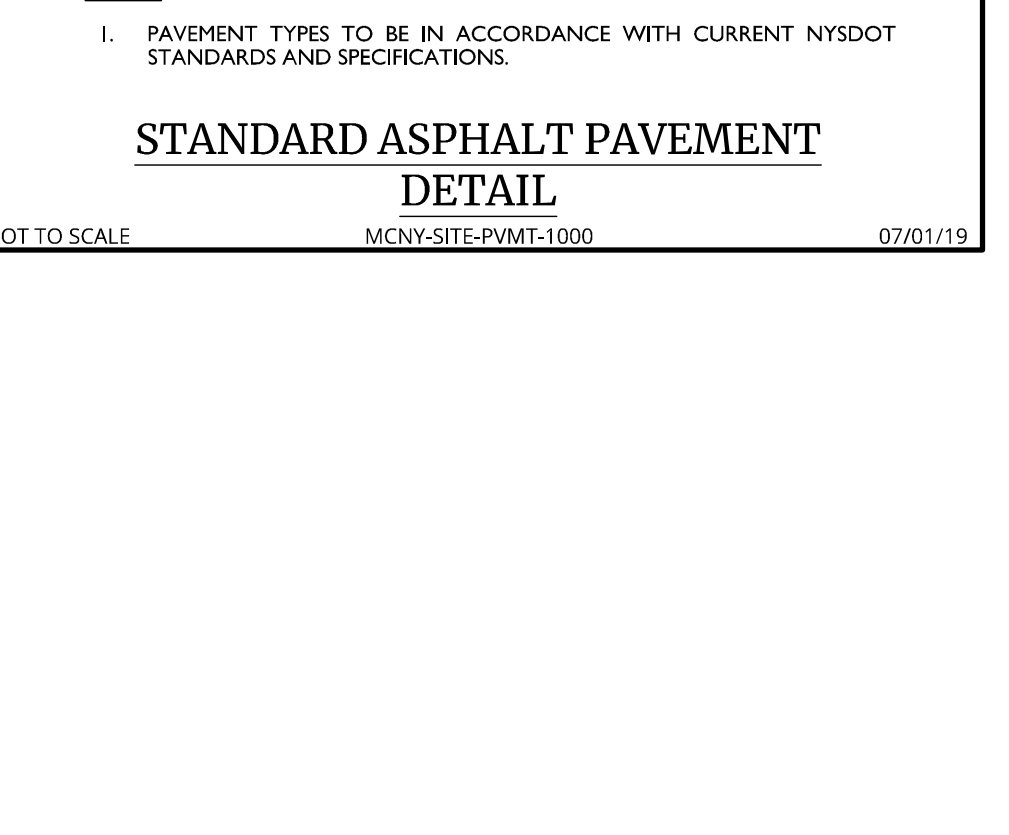 1. PAVEMENT TYPES TO BE IN ACCORDANCE WITH CURRENT NYSDOT
STANDARDS AND SPECIFICATIONS.
STANDARD ASPHALT PAVEMENT
DETAIL
OT TO SCALE MCNY-SITE-PVMT-1000 07/01/19